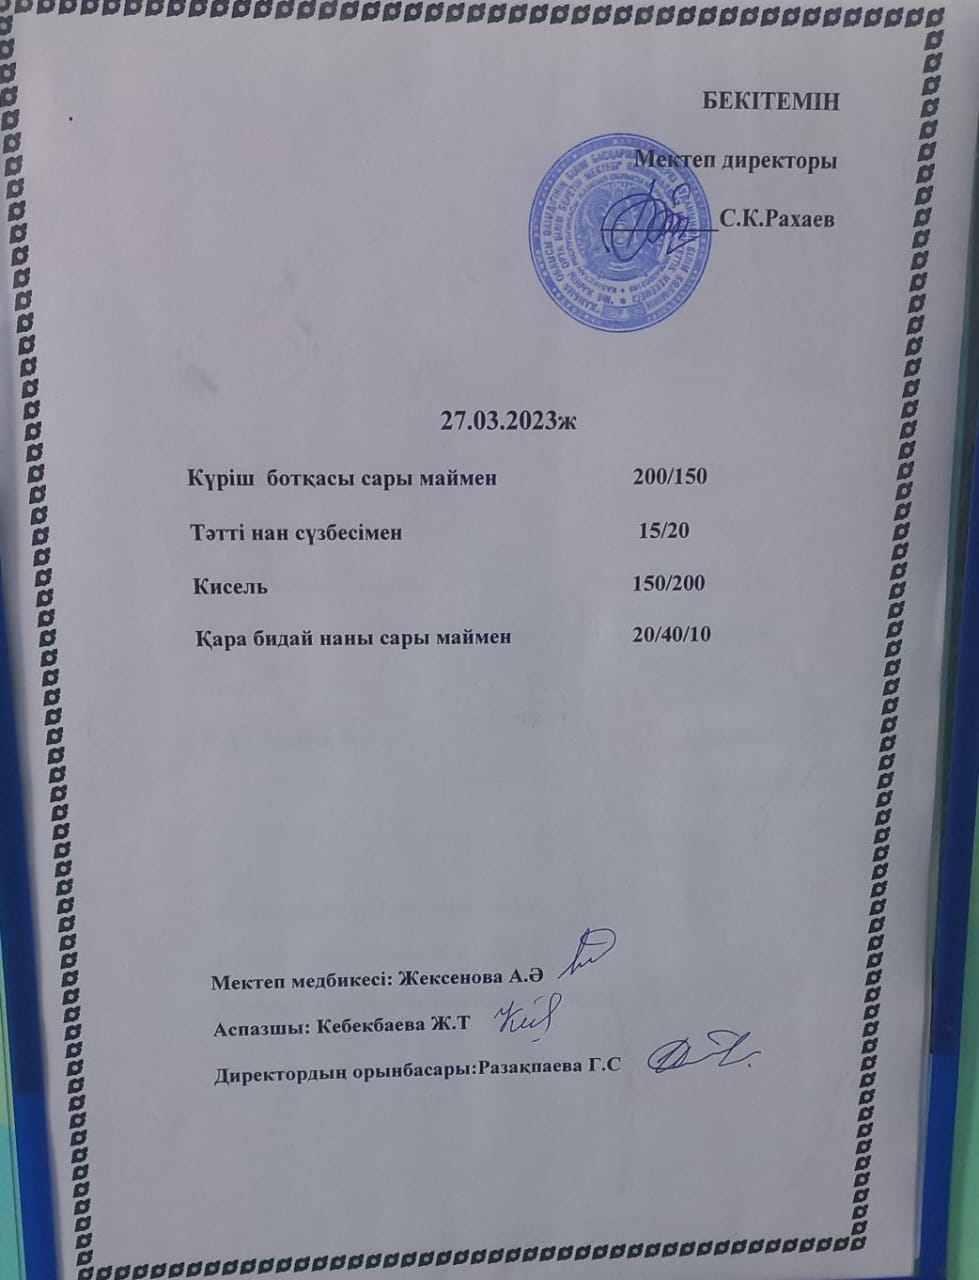 БЕКІТЕМІН
Мектеп директоры
С.К.Рахаев
27.03.2023ж
Күріш ботқасы сары маймен 200/150
Тәтті нан сүзбесімен 15/20
Кисель 150/200
Қара бидай наны сары маймен 20/40/10
Мектеп медбикесі: Жексенова А.Ә
Аспазшы: Кебекбаева Ж.Т
Директордың орынбасары:Разақпаева Г.С